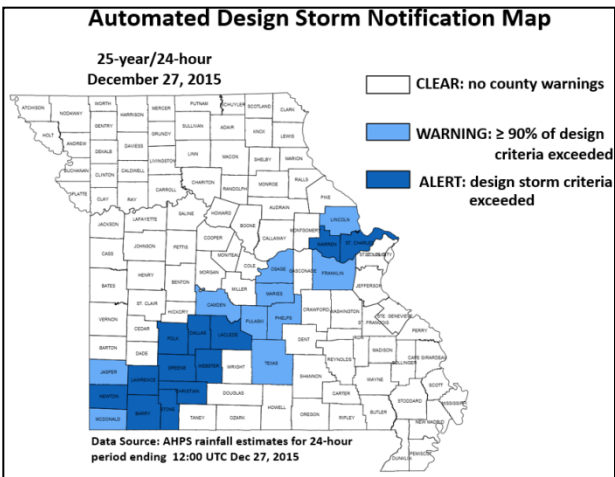 Automated Design Storm Notification Map
25-year/24-hour
December 27, 2015
CLEAR: no county warnings
WARNING: ≥ 90% of design
criteria exceeded
ALERT: design storm criteria
exceeded
ATCHISON
NODAWAY
WORTH
HARRISON
MERCER
PUTNAM
SCHUYLER
SCOTLAND
CLARK
HOLT
ANDREW
GENTRY
GRUNDY
SULLIVAN
ADAIR
KNOX
LEWIS
DEKALB
DAVIESS
BUCHANAN
CLINTON
CALDWELL
LIVINGSTON
LINN
MACON
SHELBY
MARION
PLATTE
CLAY
RAY
CARROLL
CHARITON
RANDOLPH
MONROE
RALLS
PIKE
JACKSON
LAFAYETTE
SALINE
HOWARD
BOONE
AUDRAIN
CALLAWAY
MONTGOMERY
LINCOLN
WARREN
ST. CHARLES
CASS
JOHNSON
PETTIS
COOPER
MONITEAU
COLE
OSAGE
GASCONADE
FRANKLIN
JEFFERSON
BATES
HENRY
BENTON
MORGAN
MILLER
MARIES
VERNON
ST. CLAIR
HICKORY
CAMDEN
PULASKI
PHELPS
CRAWFORD
WASHINGTON
STE. GENEVIEVE
ST. FRANCOIS
PERRY
BARTON
CEDAR
DADE
POLK
DALLAS
LACLEDE
DENT
IRON
MADISON
BOLLINGER
CAPE GIRARDEAU
JASPER
LAWRENCE
GREENE
WEBSTER
WRIGHT
TEXAS
SHANNON
REYNOLDS
WAYNE
SCOTT
NEWTON
CHRISTIAN
DOUGLAS
HOWELL
CARTER
BUTLER
STODDARD
MISSISSIPPI
MCDONALD
BARRY
STONE
TANEY
OZARK
OREGON
RIPLEY
NEW MADRID
DUNKLIN
PEMISCOT
Data Source: AHPS rainfall estimates for 24-hour
period ending 12:00 UTC Dec 27, 2015